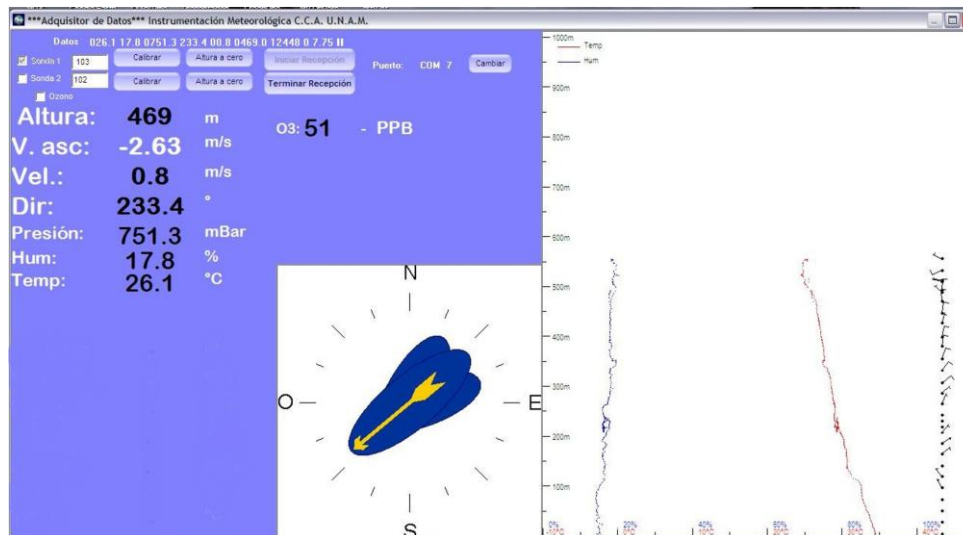 ***Adquisitor de Datos*** Instrumentación Meteorológica C.C.A. U.N.A.M.
Datos 026.1 17.8 0751.3 233.4 00.8 0469.0 12448 0 7.75 II
Sonda 1 103 Calibrar Altura a cero Iniciar Recepción Puerto: COM 7 Cambiar
Sonda 2 102 Calibrar Altura a cero Terminar Recepción
Ozono
Altura: 469 m
O3: 51 - PPB
V. asc: -2.63 m/s
Vel.: 0.8 m/s
Dir: 233.4 °
Presión: 751.3 mBar
Hum: 17.8 %
Temp: 26.1 °C
N
O
E
S
1000m
Temp
Hum
900m
800m
700m
600m
500m
400m
300m
200m
100m
0% 20% 40% 60% 80% 100%